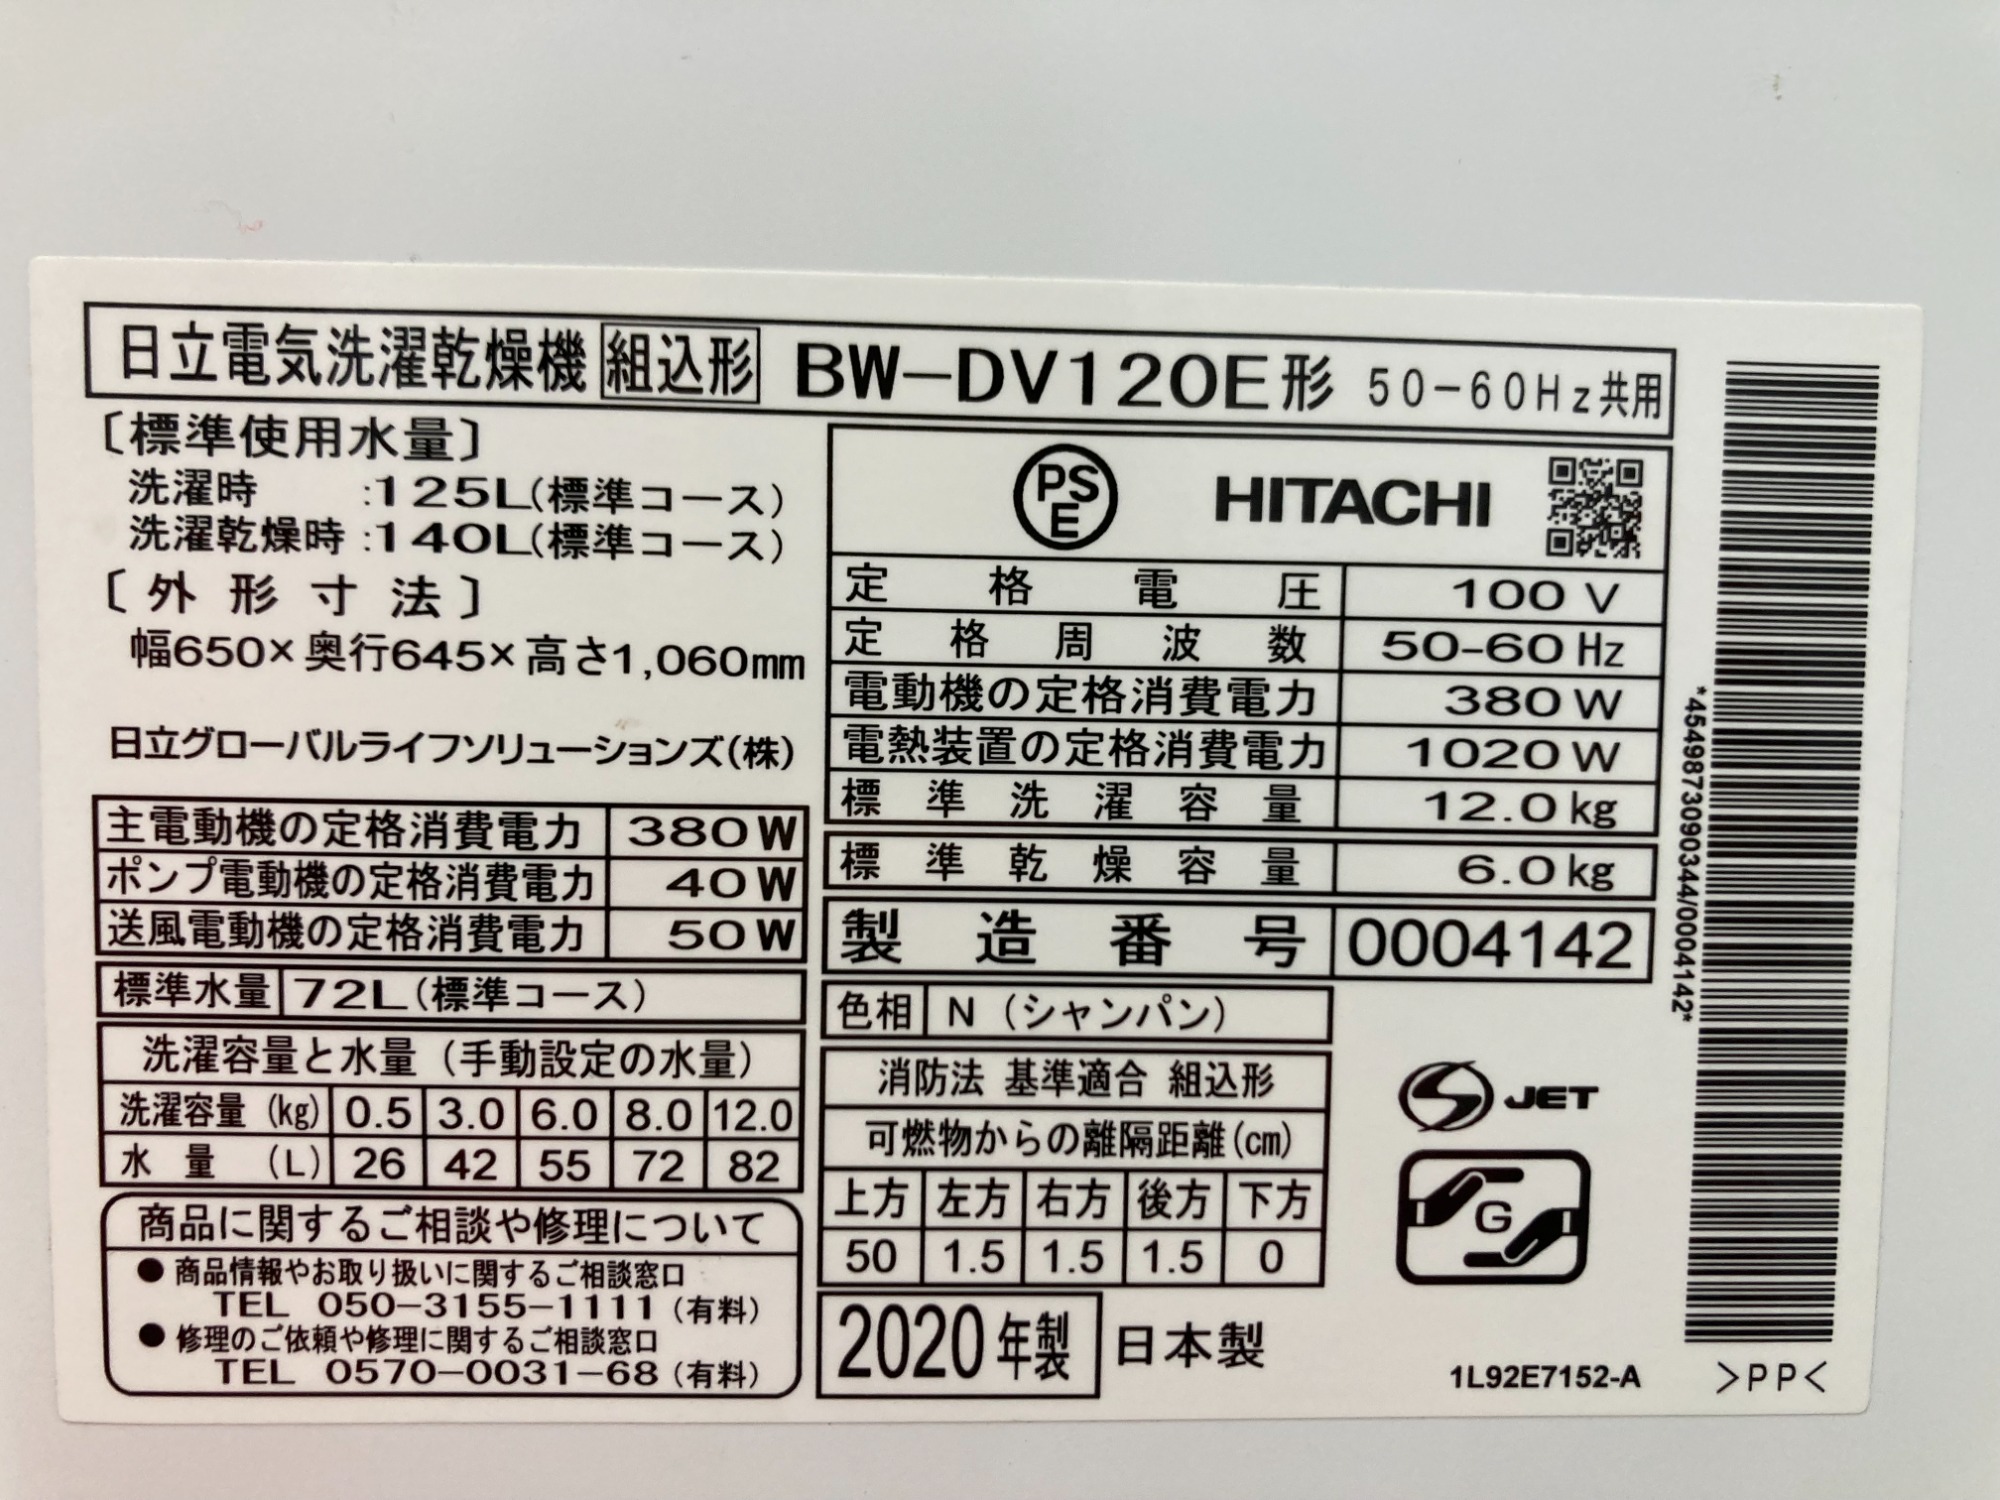 日立電気洗濯乾燥機 組込形 BW-DV120E形 50-60Hz共用
〔標準使用水量〕
洗濯時 :125L(標準コース)
洗濯乾燥時 :140L(標準コース)
〔外形寸法〕
幅650×奥行645×高さ1,060mm
日立グローバルライフソリューションズ(株)
主電動機の定格消費電力 380W
ポンプ電動機の定格消費電力 40W
送風電動機の定格消費電力 50W
標準水量 72L(標準コース)
洗濯容量と水量(手動設定の水量)
洗濯容量(kg) 0.5 3.0 6.0 8.0 12.0
水量(L) 26 42 55 72 82
商品に関するご相談や修理について
●商品情報やお取り扱いに関するご相談窓口
TEL 050-3155-1111(有料)
●修理のご依頼や修理に関するご相談窓口
TEL 0570-0031-68(有料)
PSE HITACHI
定格電圧 100V
定格周波数 50-60Hz
電動機の定格消費電力 380W
電熱装置の定格消費電力 1020W
標準洗濯容量 12.0kg
標準乾燥容量 6.0kg
製造番号 0004142
色相 N(シャンパン)
消防法 基準適合 組込形
可燃物からの離隔距離(cm)
上方 左方 右方 後方 下方
50 1.5 1.5 1.5 0
2020年製 日本製
JET
G
1L92E7152-A
*4549873090344/0004142*
>PP<